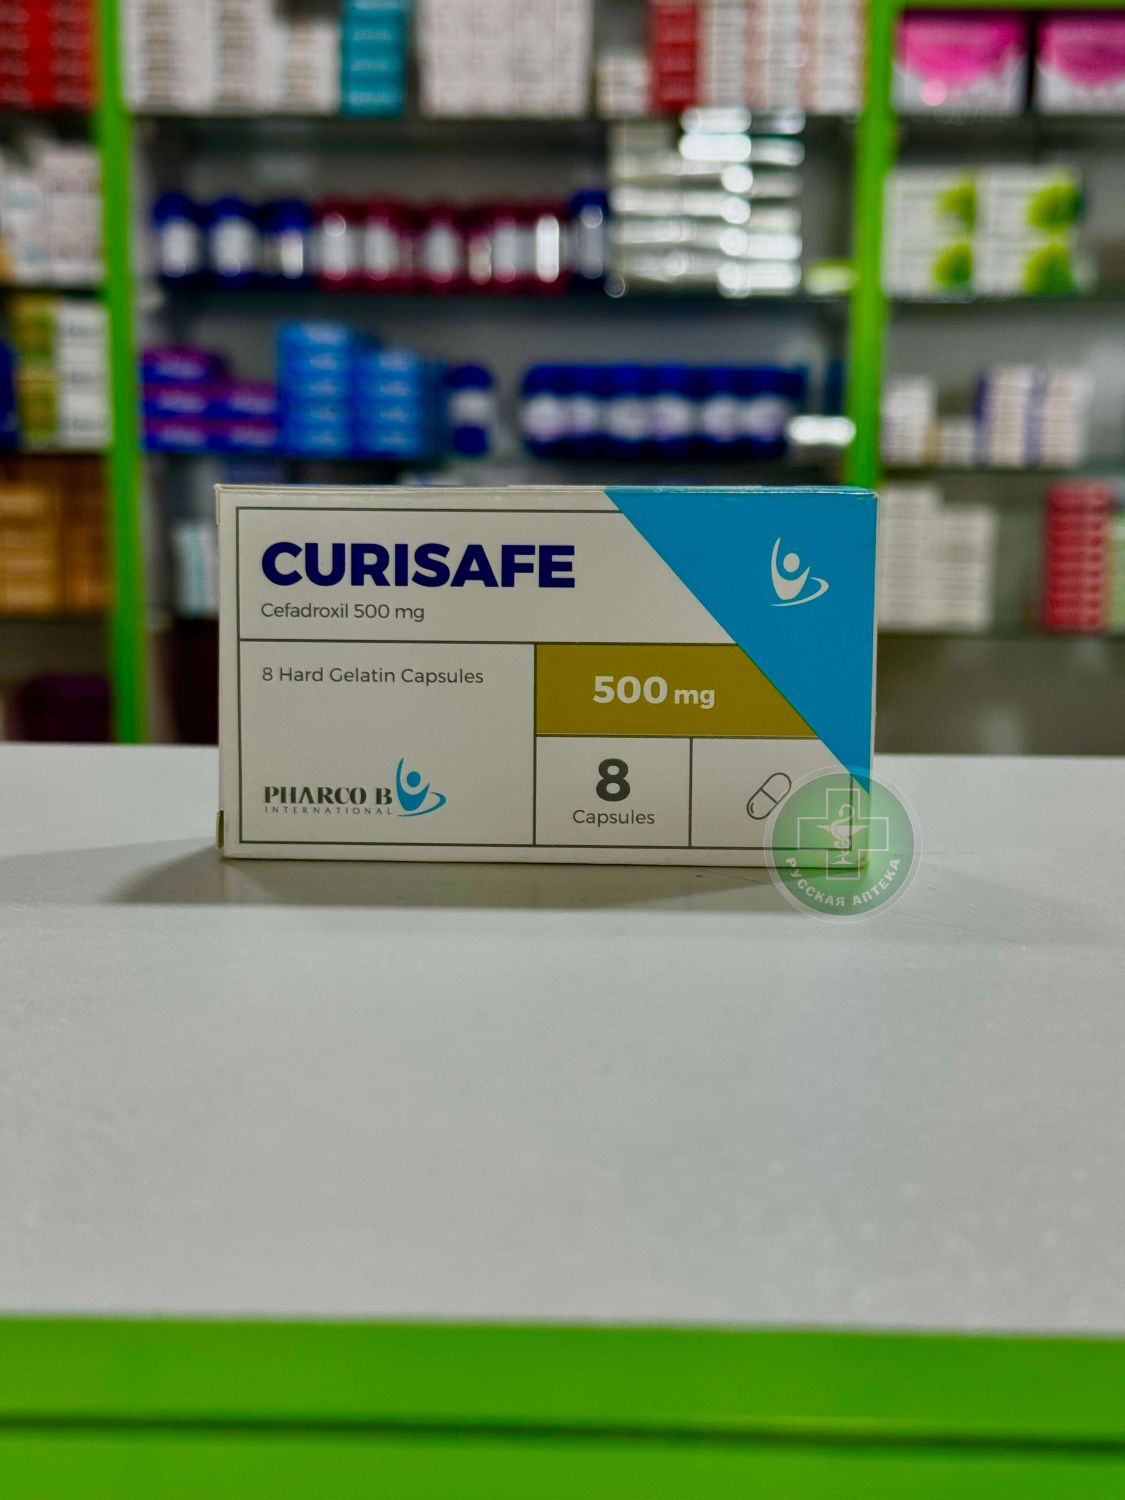 CURISAFE
Cefadroxil 500 mg
8 Hard Gelatin Capsules
500 mg
PHARCO B
INTERNATIONAL
8
Capsules
РУССКАЯ АПТЕКА